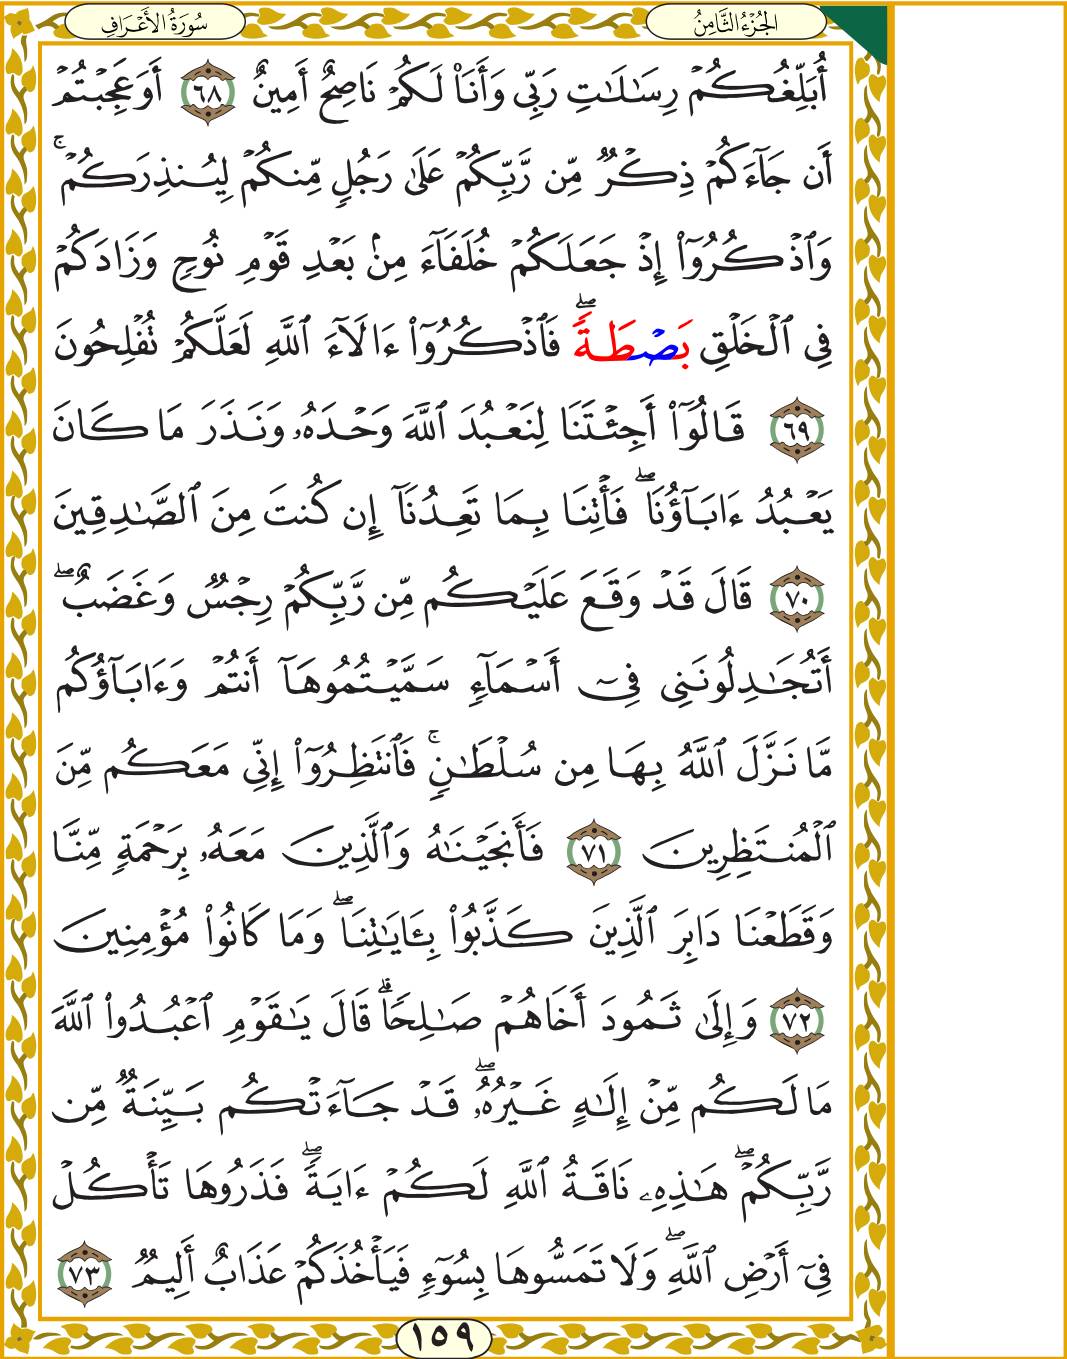 الجُزْءُ الثَّامِنُ
سُورَةُ الأَعْرَافِ
أُبَلِّغُكُمْ رِسَٰلَٰتِ رَبِّى وَأَنَا۠ لَكُمْ نَاصِحٌ أَمِينٌ ٦٨ أَوَعَجِبْتُمْ
أَن جَآءَكُمْ ذِكْرٌ مِّن رَّبِّكُمْ عَلَىٰ رَجُلٍ مِّنكُمْ لِيُنذِرَكُمْ ۚ
وَٱذْكُرُوٓا۟ إِذْ جَعَلَكُمْ خُلَفَآءَ مِنۢ بَعْدِ قَوْمِ نُوحٍ وَزَادَكُمْ
فِى ٱلْخَلْقِ بَصْۜطَةً ۖ فَٱذْكُرُوٓا۟ ءَالَآءَ ٱللَّهِ لَعَلَّكُمْ تُفْلِحُونَ
٦٩ قَالُوٓا۟ أَجِئْتَنَا لِنَعْبُدَ ٱللَّهَ وَحْدَهُۥ وَنَذَرَ مَا كَانَ
يَعْبُدُ ءَابَآؤُنَا ۖ فَأْتِنَا بِمَا تَعِدُنَآ إِن كُنتَ مِنَ ٱلصَّٰدِقِينَ
٧٠ قَالَ قَدْ وَقَعَ عَلَيْكُم مِّن رَّبِّكُمْ رِجْسٌ وَغَضَبٌ ۖ
أَتُجَٰدِلُونَنِى فِىٓ أَسْمَآءٍ سَمَّيْتُمُوهَآ أَنتُمْ وَءَابَآؤُكُم
مَّا نَزَّلَ ٱللَّهُ بِهَا مِن سُلْطَٰنٍ ۚ فَٱنتَظِرُوٓا۟ إِنِّى مَعَكُم مِّنَ
ٱلْمُنتَظِرِينَ ٧١ فَأَنجَيْنَٰهُ وَٱلَّذِينَ مَعَهُۥ بِرَحْمَةٍ مِّنَّا
وَقَطَعْنَا دَابِرَ ٱلَّذِينَ كَذَّبُوا۟ بِـَٔايَٰتِنَا ۖ وَمَا كَانُوا۟ مُؤْمِنِينَ
٧٢ وَإِلَىٰ ثَمُودَ أَخَاهُمْ صَٰلِحًا ۗ قَالَ يَٰقَوْمِ ٱعْبُدُوا۟ ٱللَّهَ
مَا لَكُم مِّنْ إِلَٰهٍ غَيْرُهُۥ ۖ قَدْ جَآءَتْكُم بَيِّنَةٌ مِّن
رَّبِّكُمْ ۖ هَٰذِهِۦ نَاقَةُ ٱللَّهِ لَكُمْ ءَايَةً ۖ فَذَرُوهَا تَأْكُلْ
فِىٓ أَرْضِ ٱللَّهِ ۖ وَلَا تَمَسُّوهَا بِسُوٓءٍ فَيَأْخُذَكُمْ عَذَابٌ أَلِيمٌ ٧٣
١٥٩